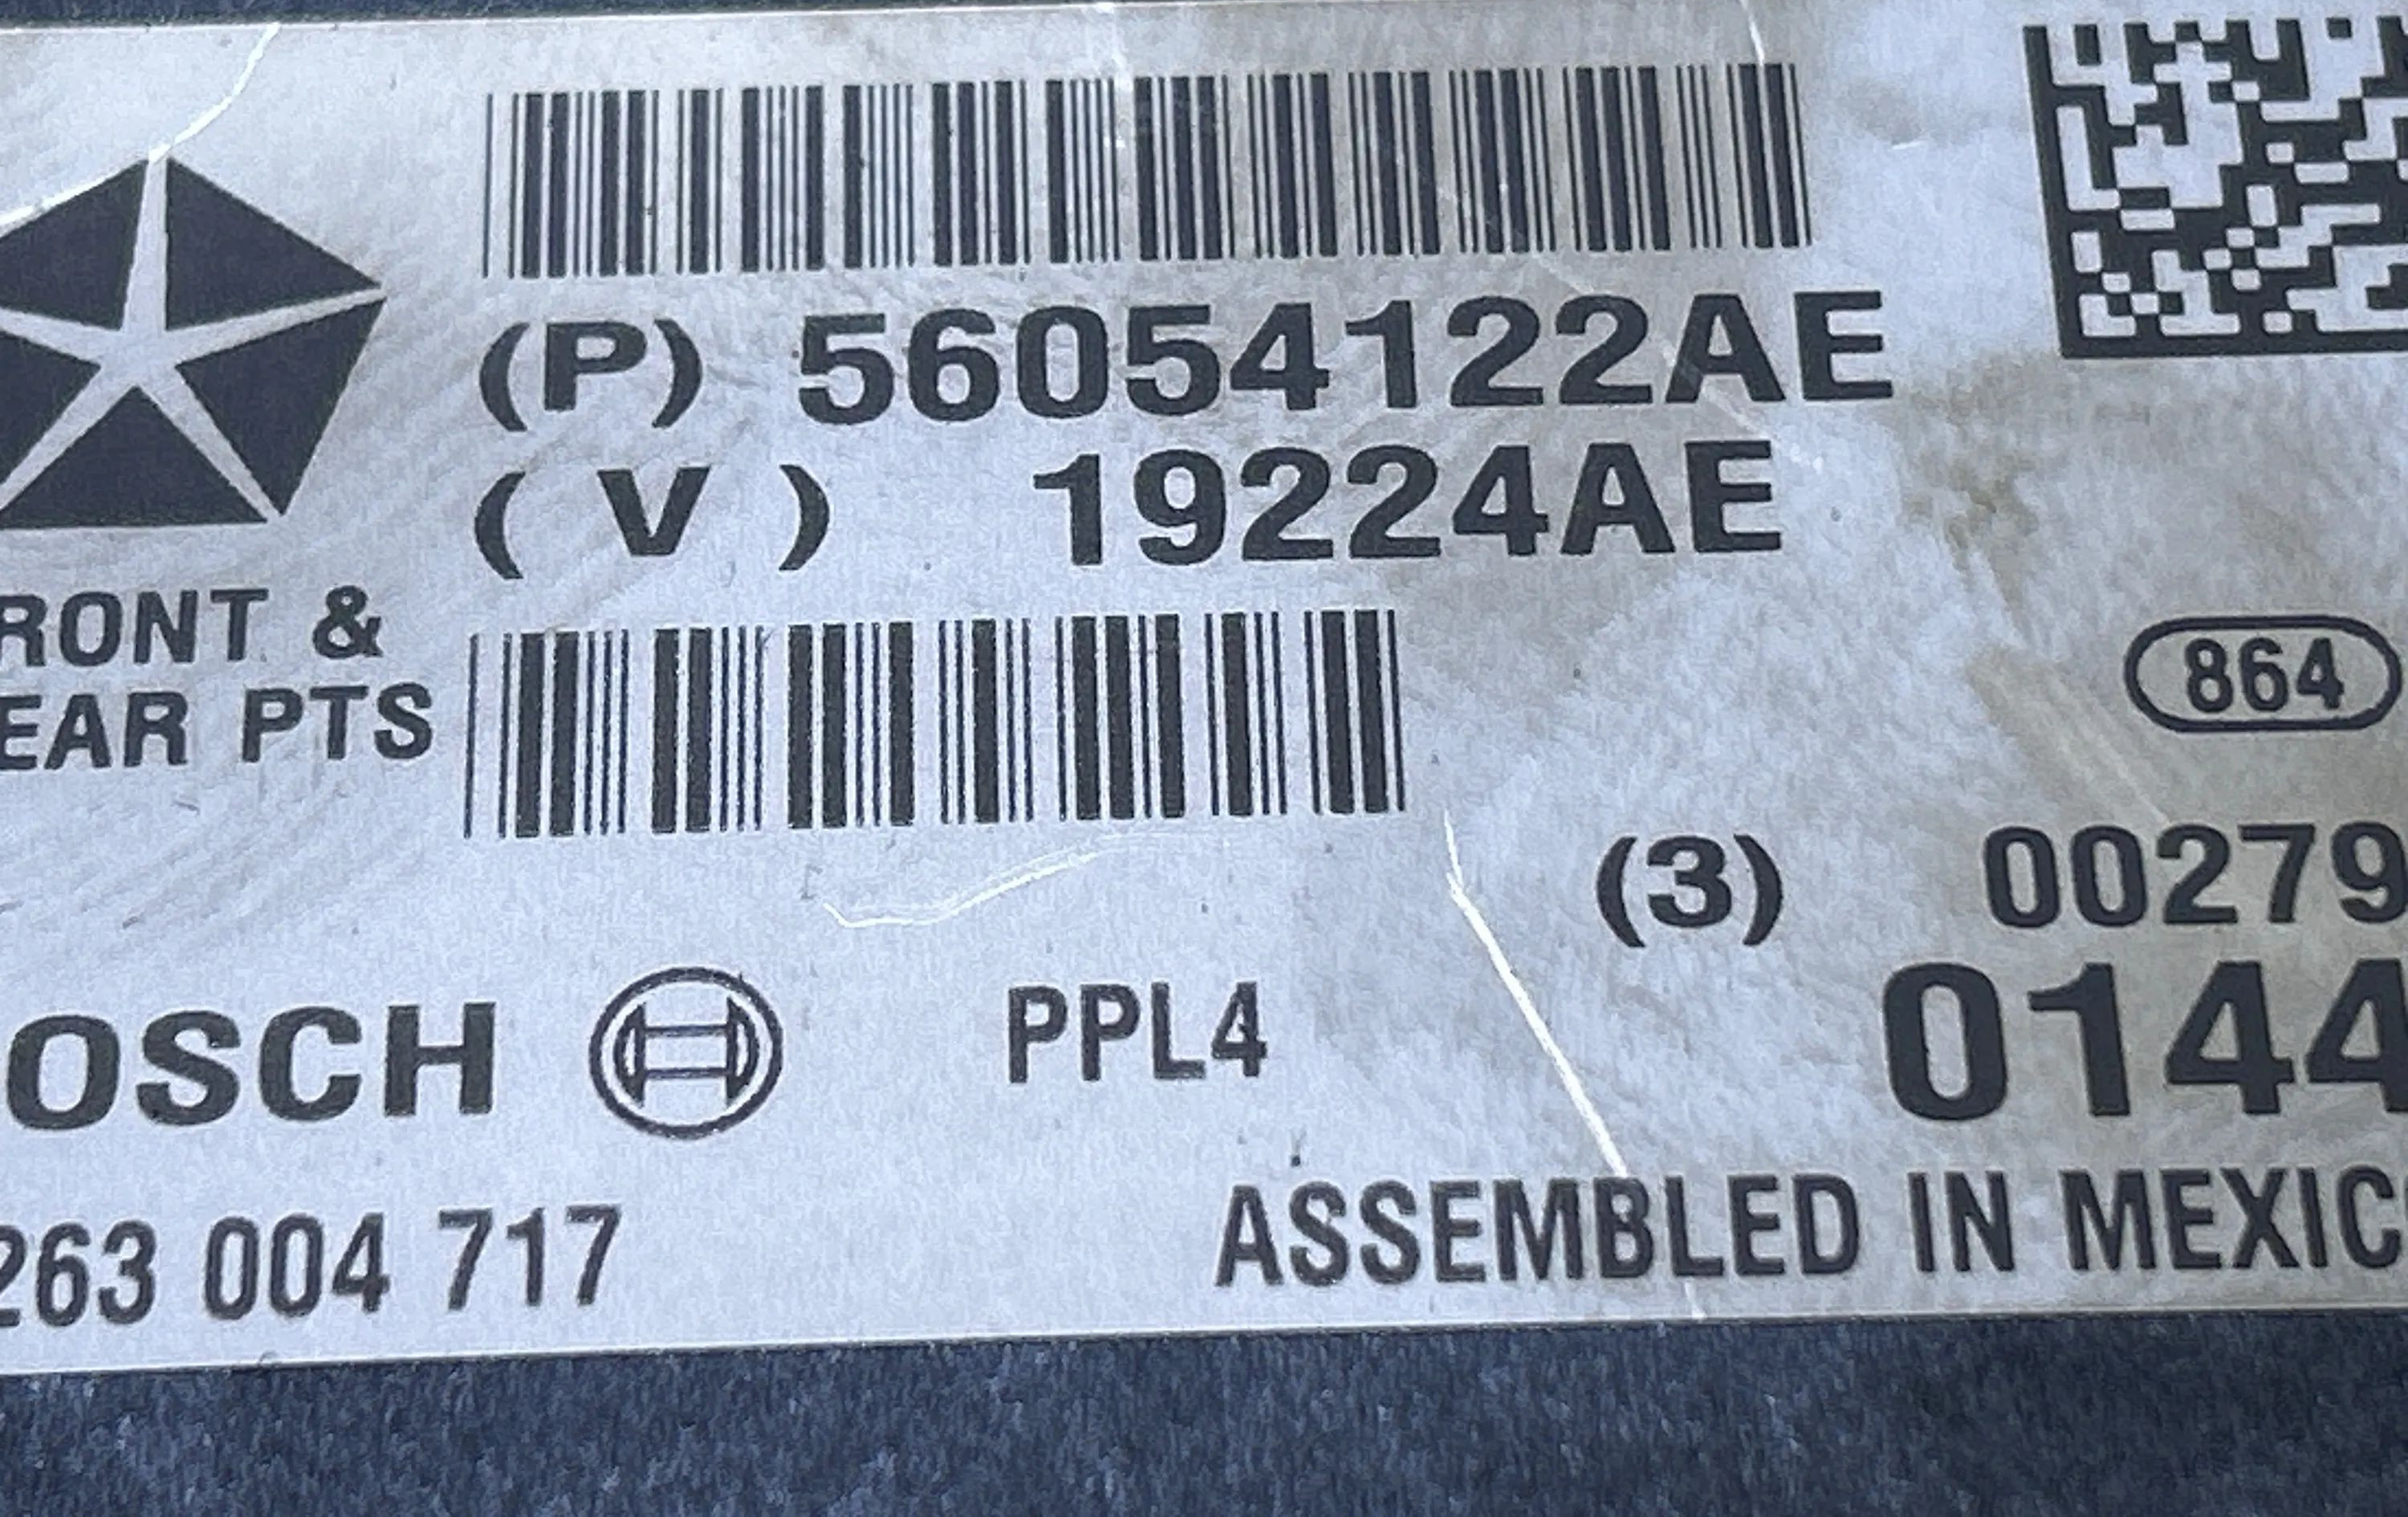 (P) 56054122AE
(V) 19224AE
RONT &
EAR PTS
864
(3) 00279
0144
OSCH
PPL4
263 004 717
ASSEMBLED IN MEXIC